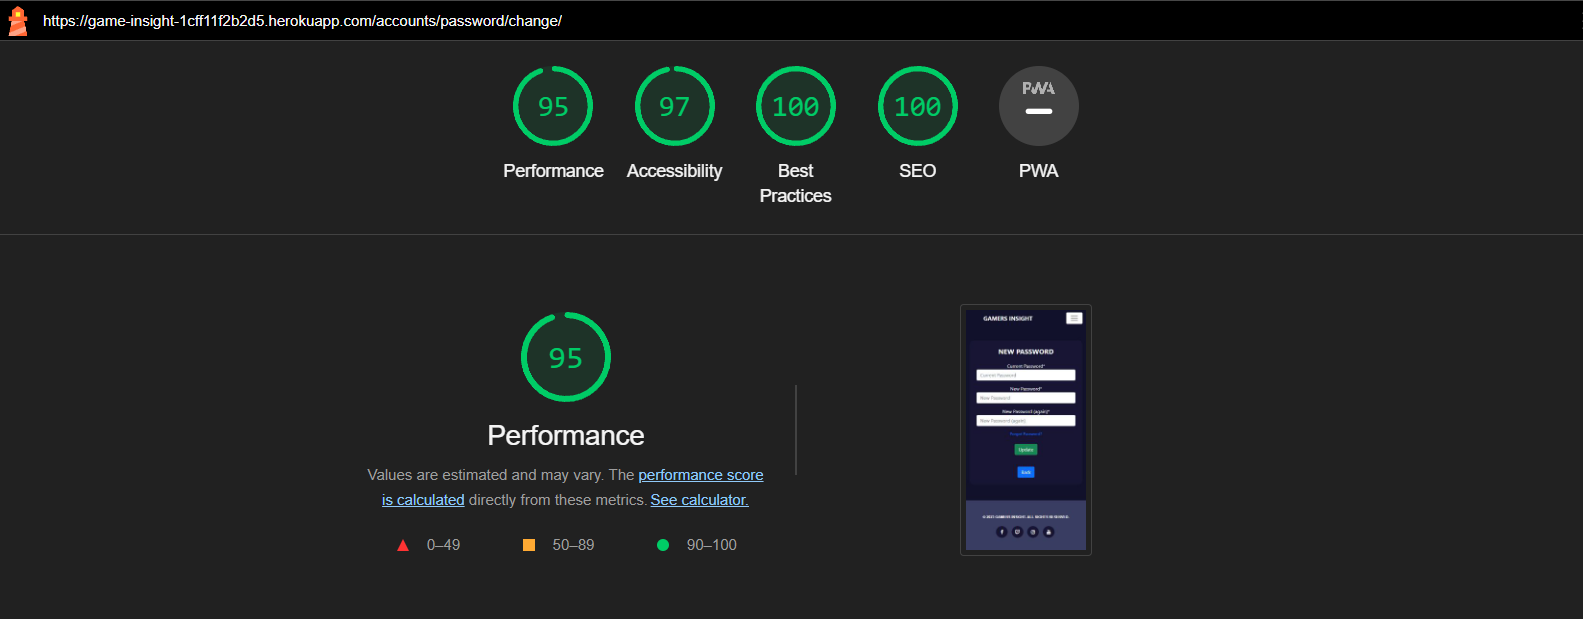 https://game-insight-1cff11f2b2d5.herokuapp.com/accounts/password/change/
95
97
100
100
PWA
Performance
Accessibility
Best
Practices
SEO
PWA
95
Performance
Values are estimated and may vary. The performance score
is calculated directly from these metrics. See calculator.
0–49
50–89
90–100
GAMERS INSIGHT
NEW PASSWORD
Current Password*
Current Password
New Password*
New Password
New Password (again)*
New Password (again)
Forgot Password?
Update
Back